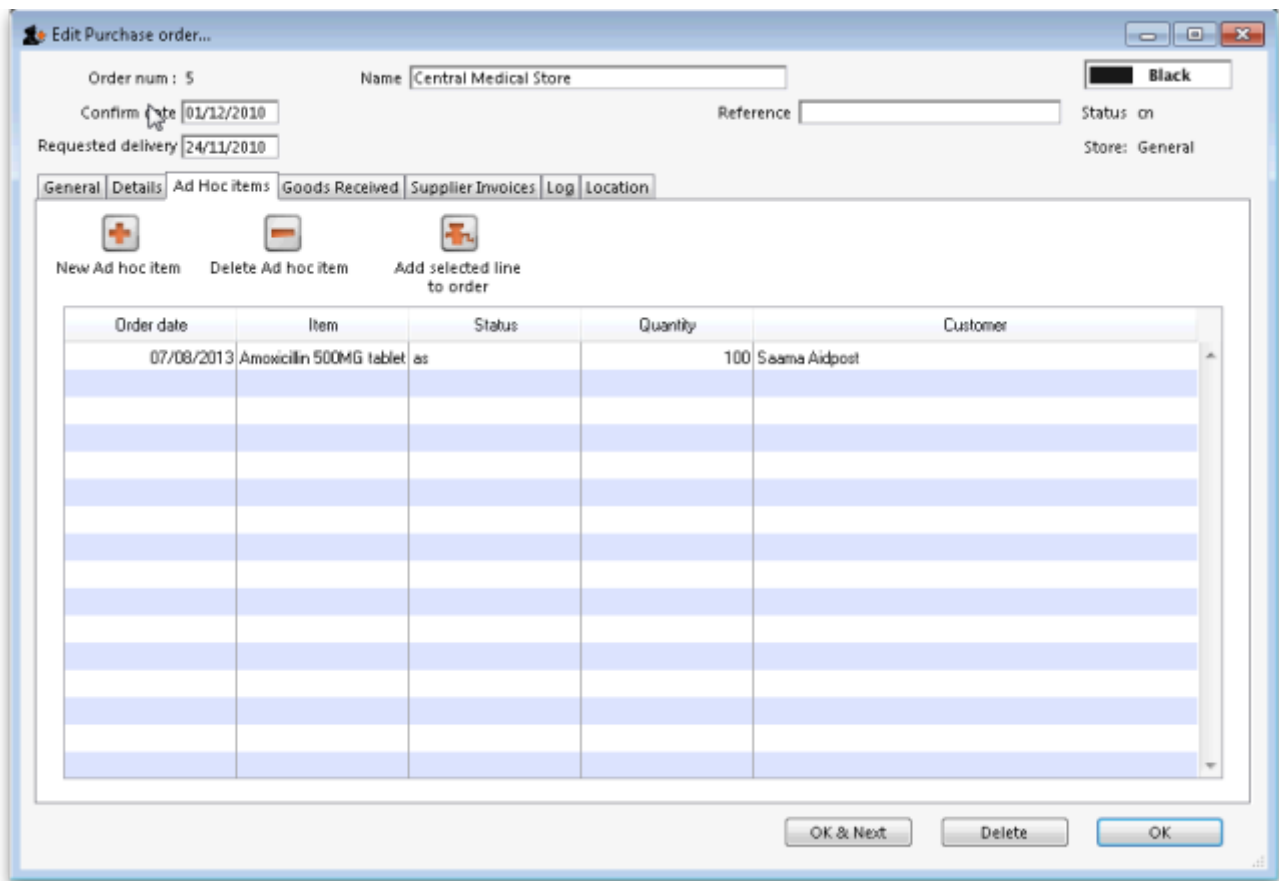 Edit Purchase order...
Order num : 5 Name Central Medical Store Black
Confirm date 01/12/2010 Reference Status cn
Requested delivery 24/11/2010 Store: General
General Details Ad Hoc items Goods Received Supplier Invoices Log Location
New Ad hoc item Delete Ad hoc item Add selected line
to order
Order date Item Status Quantity Customer
07/08/2013 Amoxicillin 500MG tablet as 100 Saama Aidpost
OK & Next Delete OK